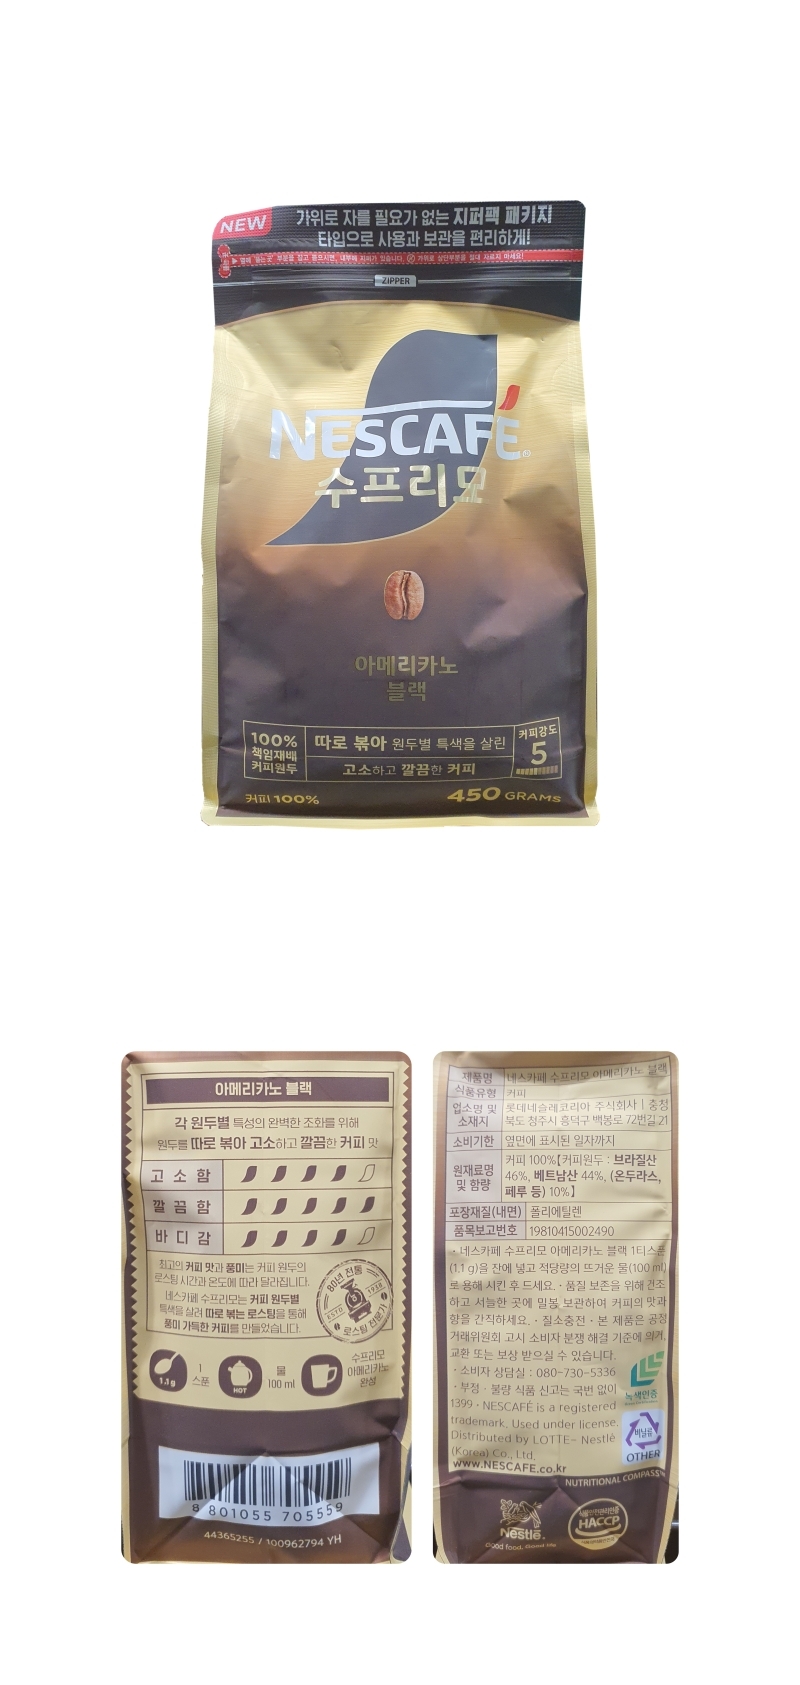 NEW
가위로 자를 필요가 없는 지퍼팩 패키지
타입으로 사용과 보관을 편리하게!
ZIPPER
NESCAFÉ®
수프리모
아메리카노
블랙
100%
책임재배
커피원두
따로 볶아 원두별 특색을 살린
고소하고 깔끔한 커피
커피강도
5
커피 100%
450 GRAMS
아메리카노 블랙
각 원두별 특성의 완벽한 조화를 위해
원두를 따로 볶아 고소하고 깔끔한 커피 맛
고소함
깔끔함
바디감
최고의 커피 맛과 풍미는 커피 원두의
로스팅 시간과 온도에 따라 달라집니다.
네스카페 수프리모는 커피 원두별
특색을 살려 따로 볶는 로스팅을 통해
풍미 가득한 커피를 만들었습니다.
80년 전통
ESTD 1938
로스팅 전문가
1.1 g
1
스푼
HOT
물
100 ml
수프리모
아메리카노
완성
8 801055 705559
44365255 / 100962794 YH
제품명 네스카페 수프리모 아메리카노 블랙
식품유형 커피
업소명 및 소재지 롯데네슬레코리아 주식회사 | 충청
북도 청주시 흥덕구 백봉로 72번길 21
소비기한 옆면에 표시된 일자까지
원재료명 및 함량 커피 100%【커피원두 : 브라질산
46%, 베트남산 44%, (온두라스,
페루 등) 10%】
포장재질(내면) 폴리에틸렌
품목보고번호 19810415002490
· 네스카페 수프리모 아메리카노 블랙 1티스푼
(1.1 g)을 잔에 넣고 적당량의 뜨거운 물(100 ml)
로 용해 시킨 후 드세요. · 품질 보존을 위해 건조
하고 서늘한 곳에 밀봉 보관하여 커피의 맛과
향을 간직하세요. · 질소충전 · 본 제품은 공정
거래위원회 고시 소비자 분쟁 해결 기준에 의거,
교환 또는 보상 받으실 수 있습니다.
· 소비자 상담실 : 080-730-5336
· 부정 · 불량 식품 신고는 국번 없이
1399 · NESCAFÉ is a registered
trademark. Used under license.
Distributed by LOTTE- Nestlé
(Korea) Co., Ltd.
www.NESCAFE.co.kr
녹색인증
비닐류
OTHER
NUTRITIONAL COMPASS
Nestlé
Good food, Good life
HACCP